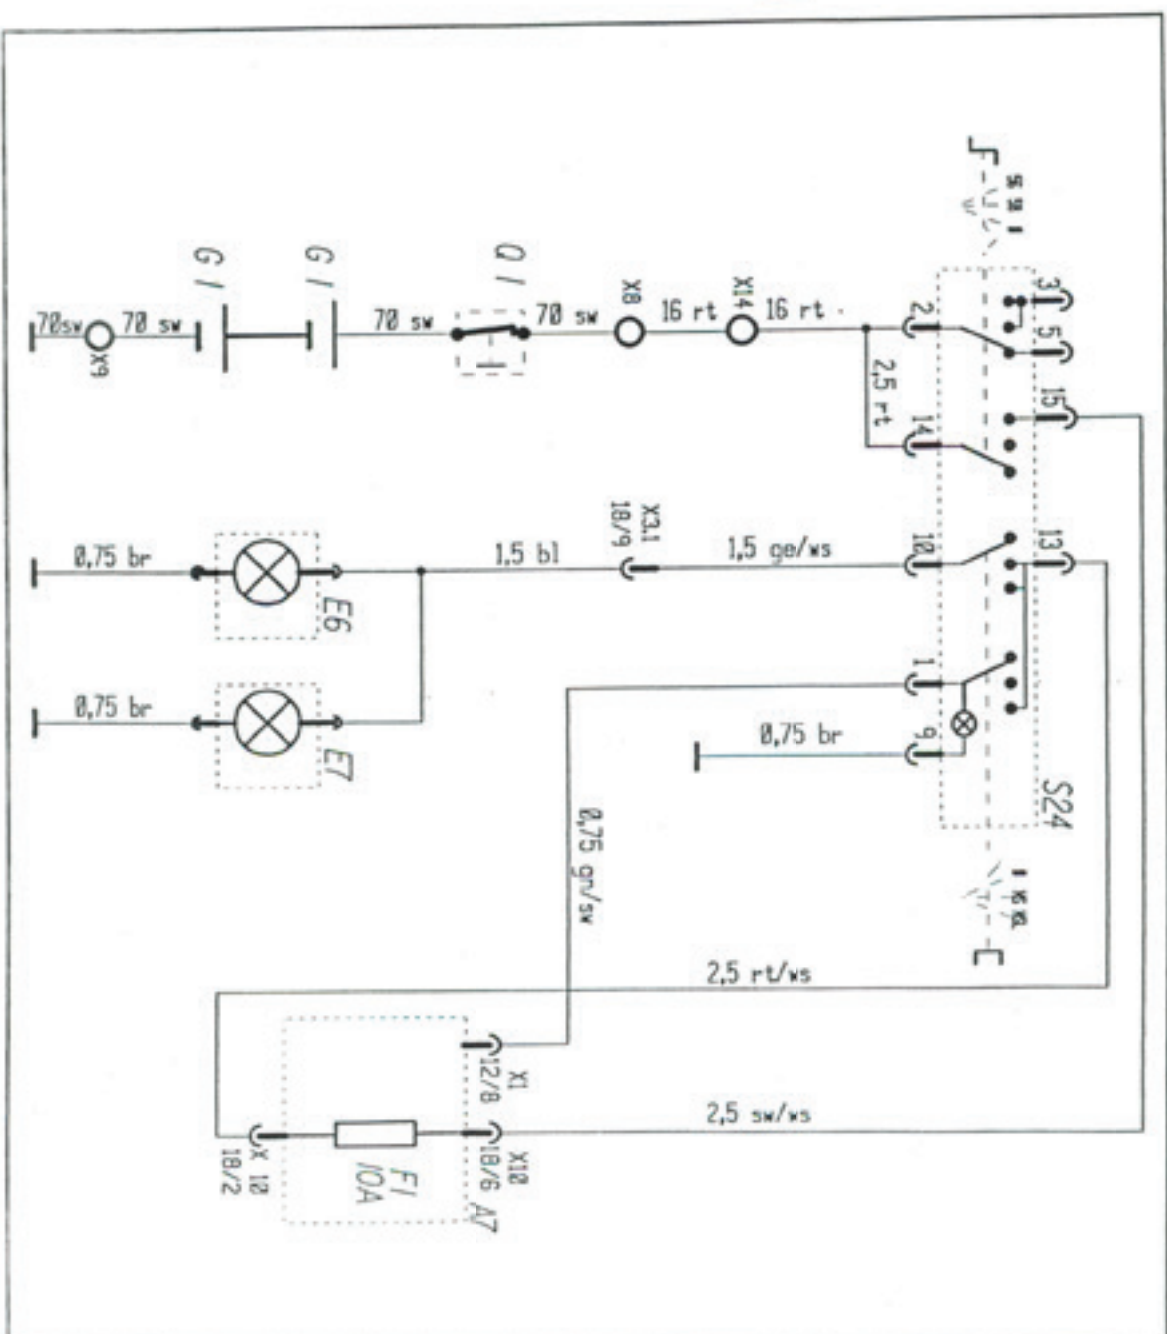 3
5
15
2
14
13
10
1
9
S24
G1
G1
Q1
X8
X14
70sw
70 sw
X9
70 sw
70 sw
16 rt
16 rt
2,5 rt
X3.1
18/9
0,75 br
1,5 bl
1,5 ge/ws
E6
0,75 br
E7
0,75 br
0,75 gn/sw
2,5 rt/ws
X1
12/8
2,5 sw/ws
X10
18/6
X 10
18/2
F1
10A
A7